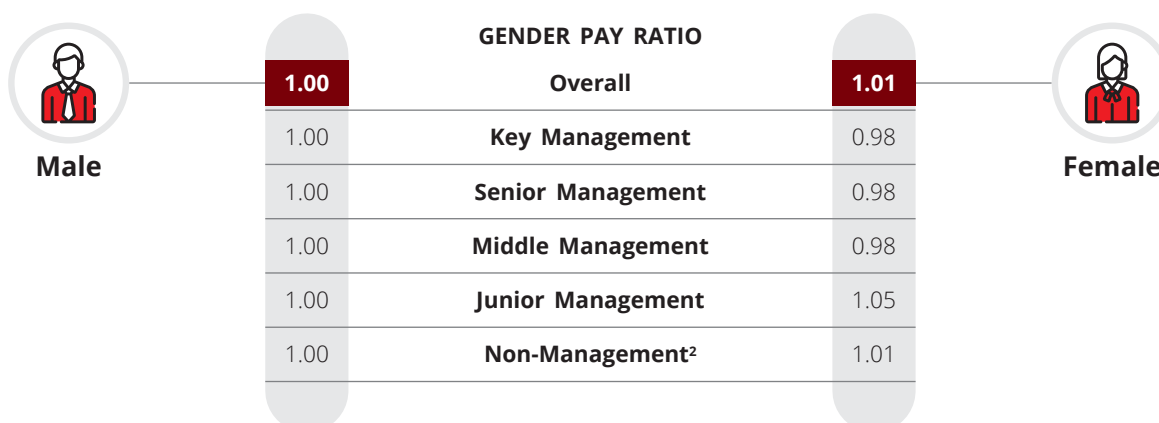 GENDER PAY RATIO
1.00 Overall 1.01
1.00 Key Management 0.98
Male Female
1.00 Senior Management 0.98
1.00 Middle Management 0.98
1.00 Junior Management 1.05
1.00 Non-Management² 1.01